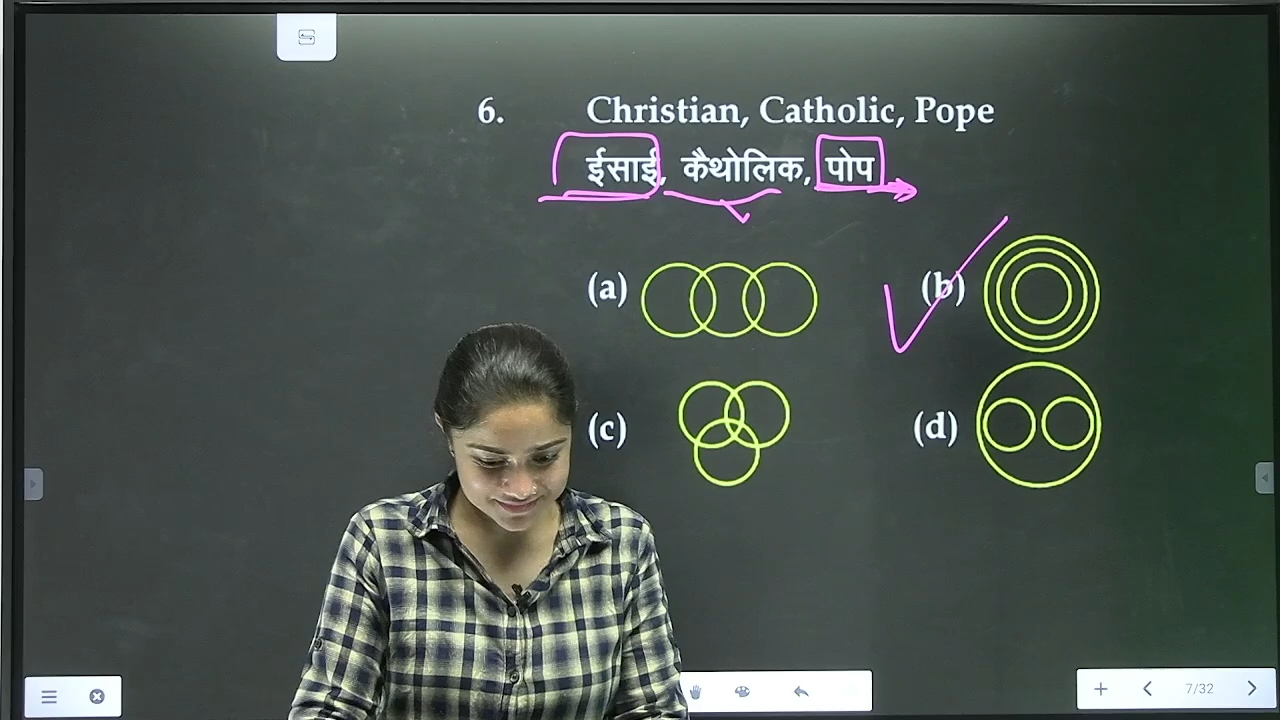 6. Christian, Catholic, Pope
ईसाई, कैथोलिक, पोप
(a) (b)
(c) (d)
7/32